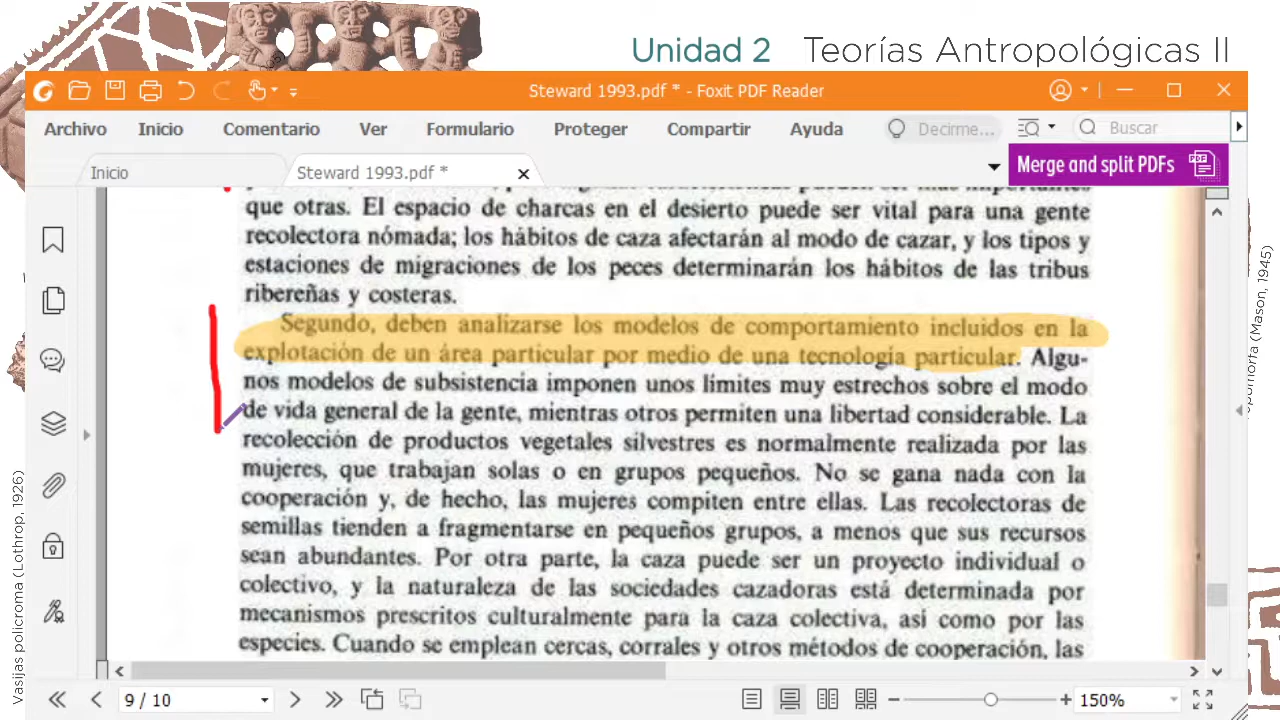 Unidad 2 Teorías Antropológicas II
Steward 1993.pdf * - Foxit PDF Reader
Archivo Inicio Comentario Ver Formulario Proteger Compartir Ayuda Decirme... Buscar
Inicio Steward 1993.pdf * Merge and split PDFs
que otras. El espacio de charcas en el desierto puede ser vital para una gente
recolectora nómada; los hábitos de caza afectarán al modo de cazar, y los tipos y
estaciones de migraciones de los peces determinarán los hábitos de las tribus
ribereñas y costeras.
Segundo, deben analizarse los modelos de comportamiento incluidos en la
explotación de un área particular por medio de una tecnología particular. Algu-
nos modelos de subsistencia imponen unos límites muy estrechos sobre el modo
de vida general de la gente, mientras otros permiten una libertad considerable. La
recolección de productos vegetales silvestres es normalmente realizada por las
mujeres, que trabajan solas o en grupos pequeños. No se gana nada con la
cooperación y, de hecho, las mujeres compiten entre ellas. Las recolectoras de
semillas tienden a fragmentarse en pequeños grupos, a menos que sus recursos
sean abundantes. Por otra parte, la caza puede ser un proyecto individual o
colectivo, y la naturaleza de las sociedades cazadoras está determinada por
mecanismos prescritos culturalmente para la caza colectiva, así como por las
especies. Cuando se emplean cercas, corrales y otros métodos de cooperación, las
9 / 10 150%
Vasijas policroma (Lothrop, 1926)
(Mason, 1945)